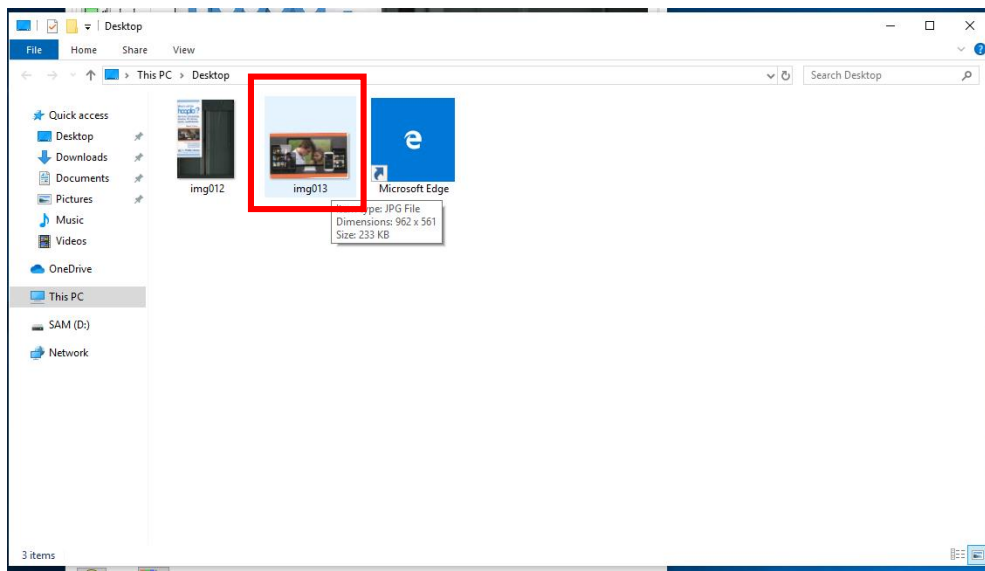 Desktop
File Home Share View
This PC > Desktop
Search Desktop
Quick access
Desktop
Downloads
Documents
Pictures
Music
Videos
OneDrive
This PC
SAM (D:)
Network
hoopla?
img012
img013
Microsoft Edge
type: JPG File
Dimensions: 962 x 561
Size: 233 KB
3 items